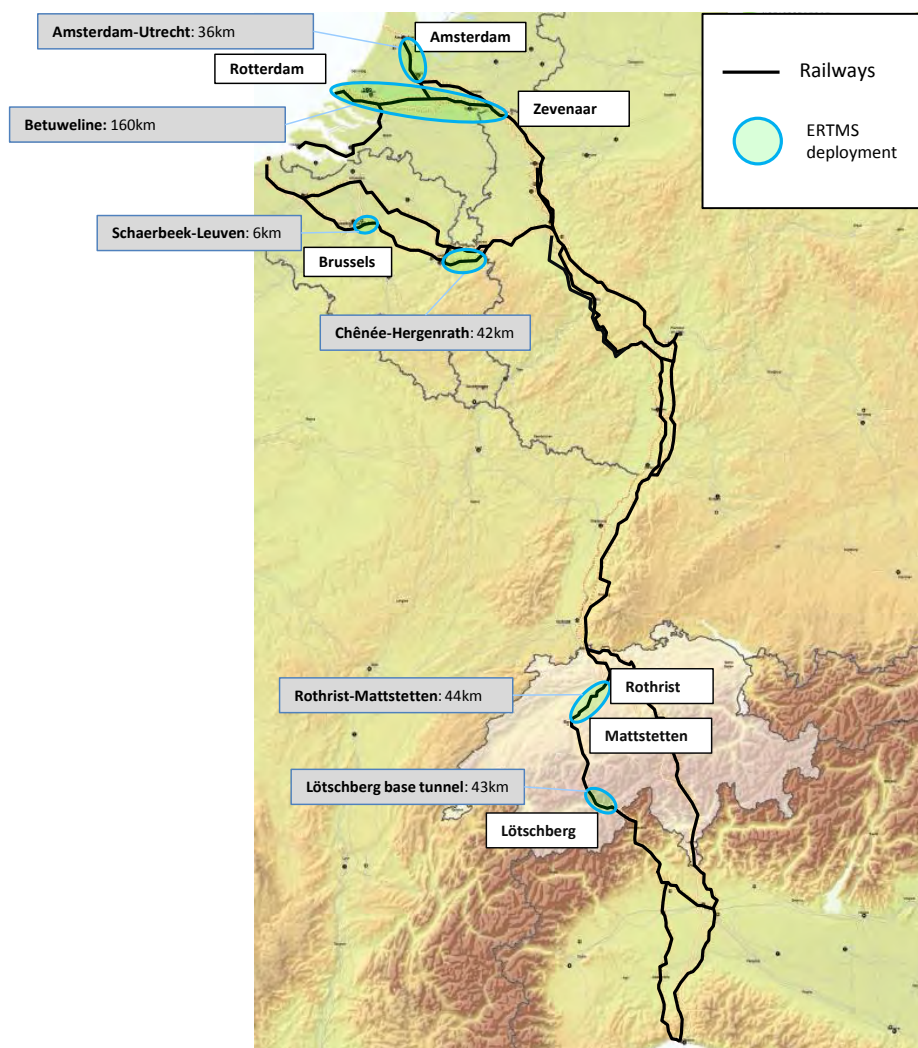 Amsterdam-Utrecht: 36km
Amsterdam
Rotterdam
Railways
Betuweline: 160km
Zevenaar
ERTMS
deployment
Schaerbeek-Leuven: 6km
Brussels
Chênée-Hergenrath: 42km
Rothrist-Mattstetten: 44km
Rothrist
Mattstetten
Lötschberg base tunnel: 43km
Lötschberg